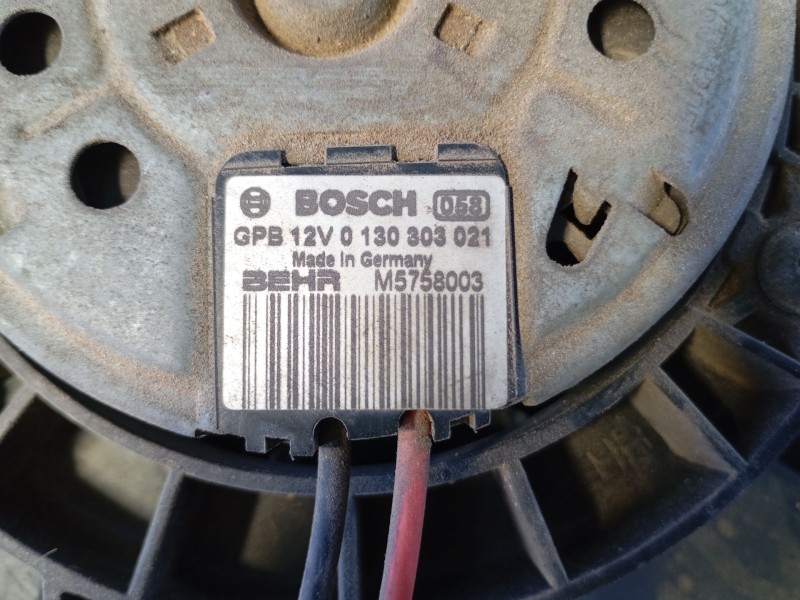 BOSCH 058
GPB 12V 0 130 303 021
Made in Germany
BEHR M5758003